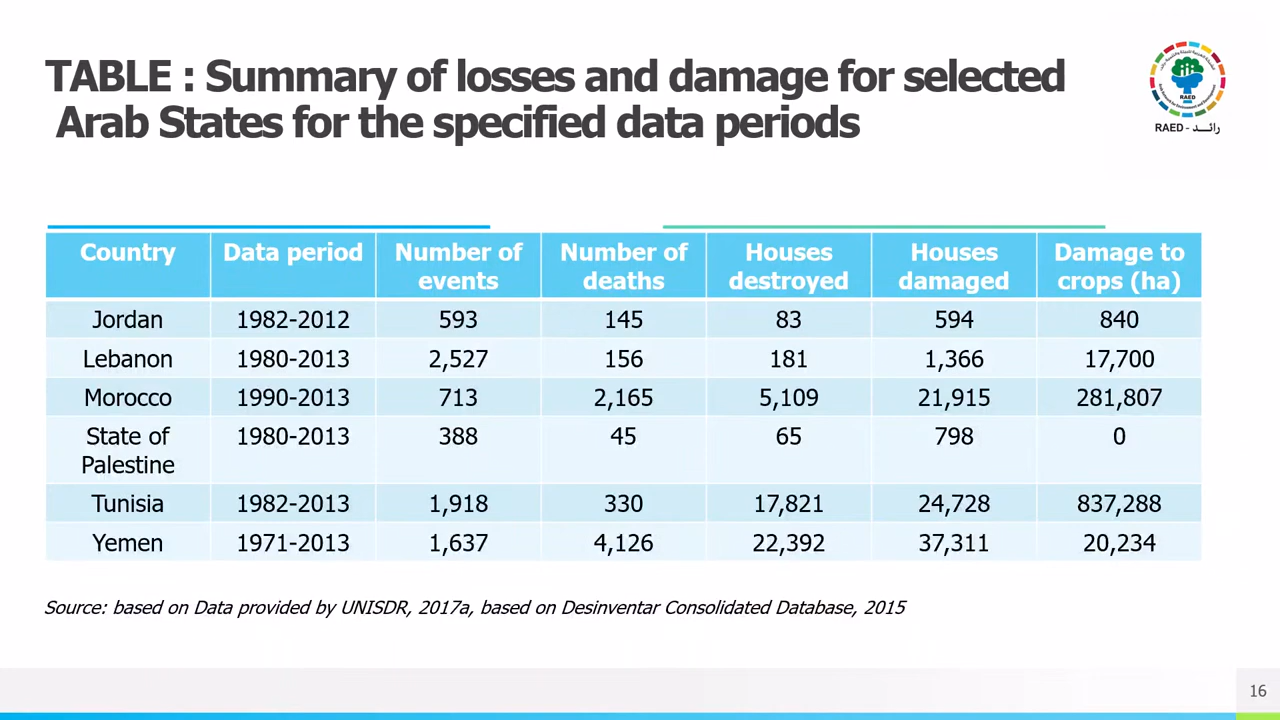 TABLE : Summary of losses and damage for selected
Arab States for the specified data periods
RAED
RAED - رائـــد
Country Data period Number of events Number of deaths Houses destroyed Houses damaged Damage to crops (ha)
Jordan 1982-2012 593 145 83 594 840
Lebanon 1980-2013 2,527 156 181 1,366 17,700
Morocco 1990-2013 713 2,165 5,109 21,915 281,807
State of Palestine 1980-2013 388 45 65 798 0
Tunisia 1982-2013 1,918 330 17,821 24,728 837,288
Yemen 1971-2013 1,637 4,126 22,392 37,311 20,234
Source: based on Data provided by UNISDR, 2017a, based on Desinventar Consolidated Database, 2015
16